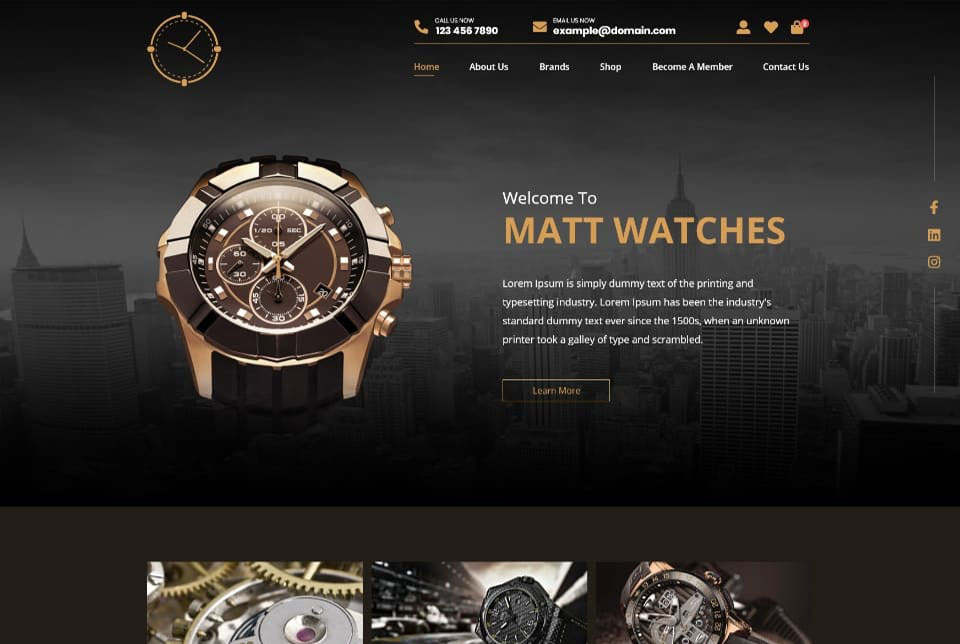 CALL US NOW
123 456 7890
EMAIL US NOW
example@domain.com
Home
About Us
Brands
Shop
Become A Member
Contact Us
Welcome To
MATT WATCHES
Lorem Ipsum is simply dummy text of the printing and
typesetting industry. Lorem Ipsum has been the industry's
standard dummy text ever since the 1500s, when an unknown
printer took a galley of type and scrambled.
Learn More
1/20 SEC
05
60
30
45
15
30